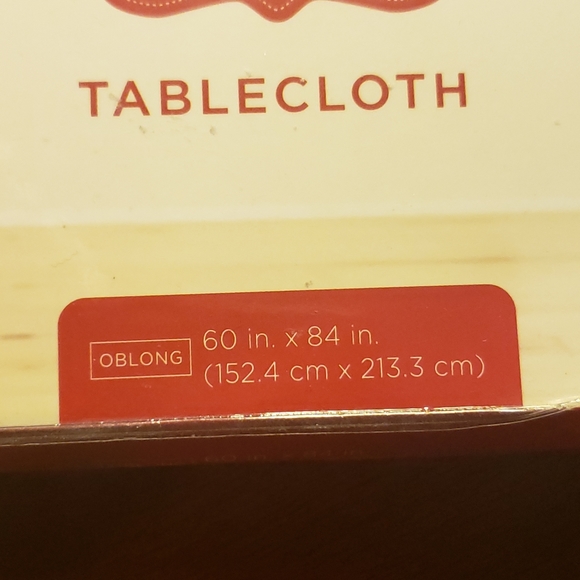 TABLECLOTH
OBLONG
60 in. x 84 in.
(152.4 cm x 213.3 cm)